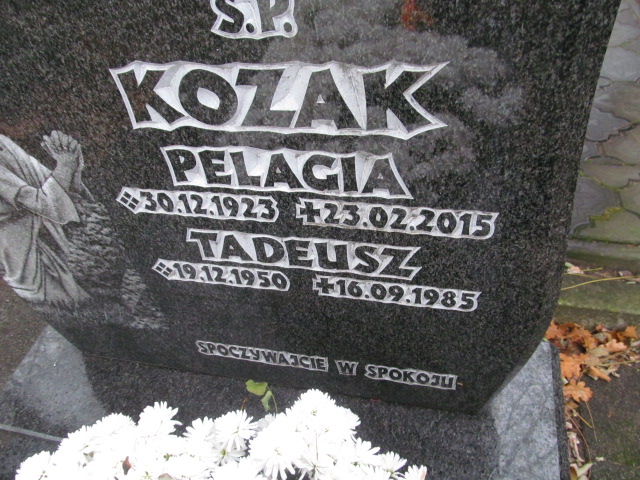 Ś.P.
KOZAK
PELAGIA
30.12.1923 +23.02.2015
TADEUSZ
19.12.1950 +16.09.1985
SPOCZYWAJCIE W SPOKOJU